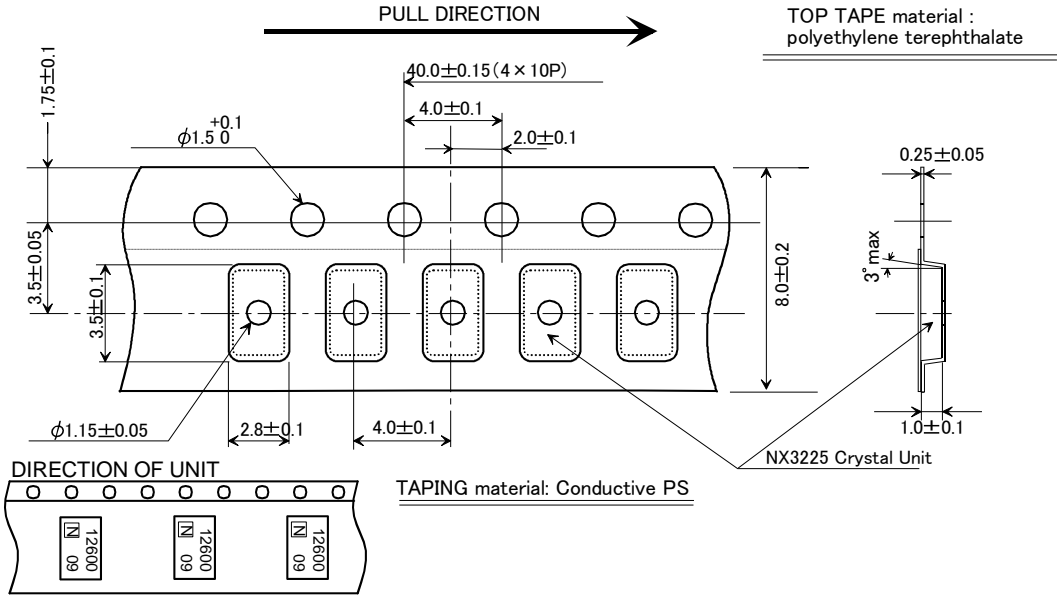 PULL DIRECTION
TOP TAPE material :
polyethylene terephthalate
1.75±0.1
40.0±0.15(4×10P)
4.0±0.1
+0.1
φ1.5 0
2.0±0.1
0.25±0.05
3.5±0.05
3.5±0.1
8.0±0.2
3° max
φ1.15±0.05
2.8±0.1
4.0±0.1
1.0±0.1
NX3225 Crystal Unit
DIRECTION OF UNIT
TAPING material: Conductive PS
12600
N 09
12600
N 09
12600
N 09